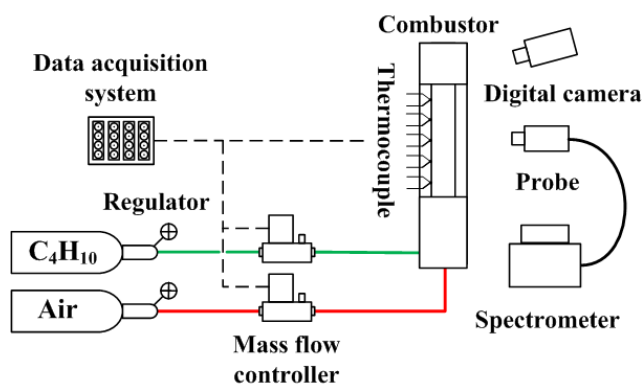 Combustor
Data acquisition
system
Thermocouple
Digital camera
Probe
Regulator
C₄H₁₀
Air
Mass flow
controller
Spectrometer